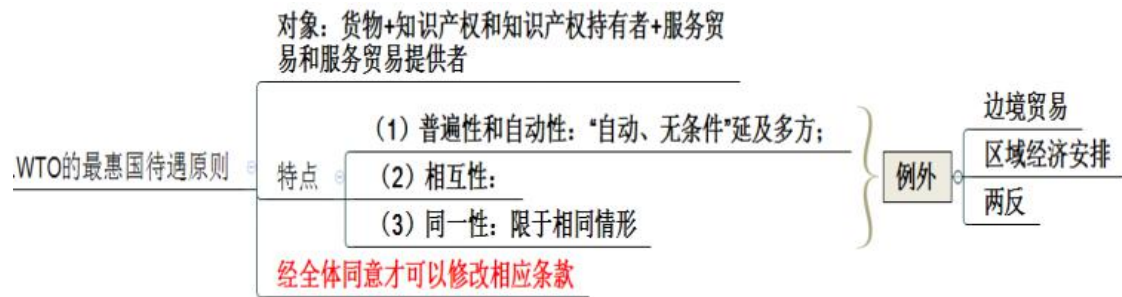 对象：货物+知识产权和知识产权持有者+服务贸
易和服务贸易提供者
.WTO的最惠国待遇原则
特点
（1）普遍性和自动性：“自动、无条件”延及多方；
（2）相互性：
（3）同一性：限于相同情形
例外
边境贸易
区域经济安排
两反
经全体同意才可以修改相应条款